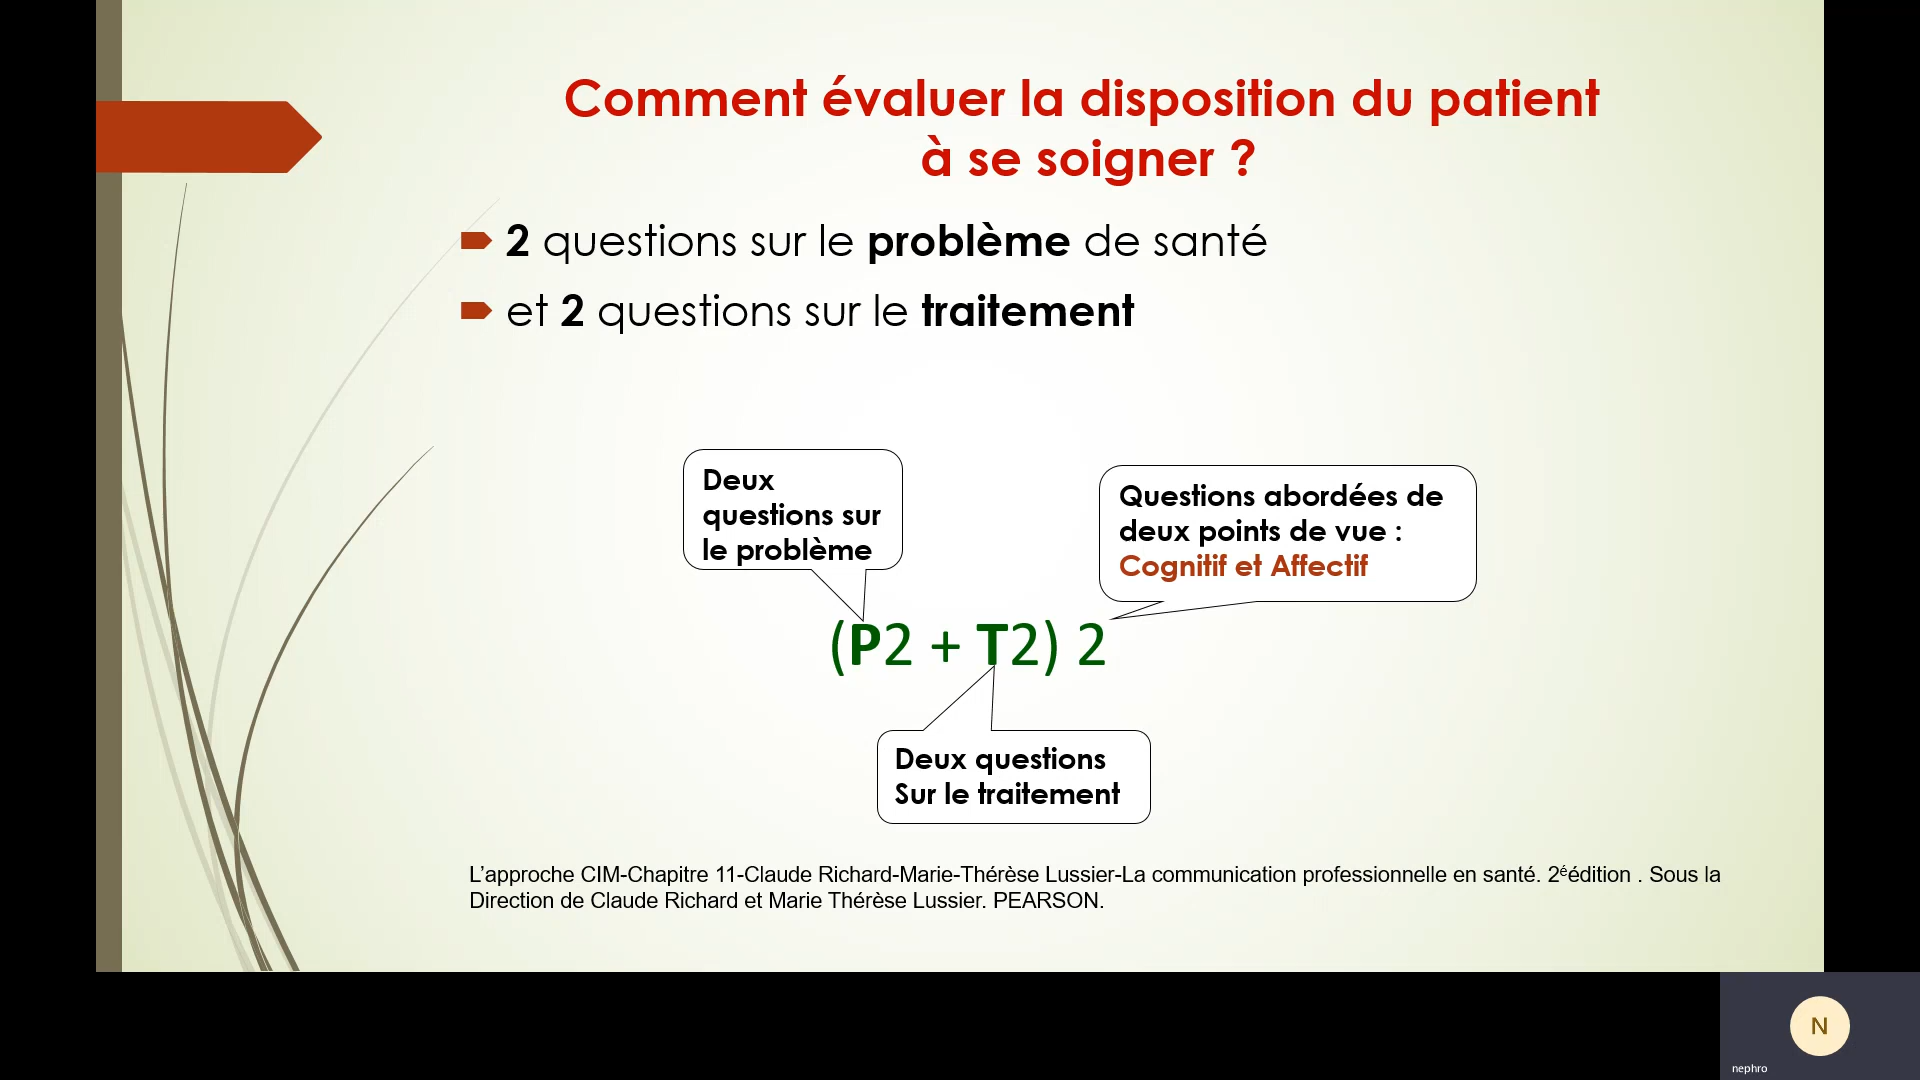 Comment évaluer la disposition du patient
à se soigner ?
2 questions sur le problème de santé
et 2 questions sur le traitement
Deux
questions sur
le problème
Questions abordées de
deux points de vue :
Cognitif et Affectif
(P2 + T2) 2
Deux questions
Sur le traitement
L’approche CIM-Chapitre 11-Claude Richard-Marie-Thérèse Lussier-La communication professionnelle en santé. 2éédition . Sous la
Direction de Claude Richard et Marie Thérèse Lussier. PEARSON.
N
nephro